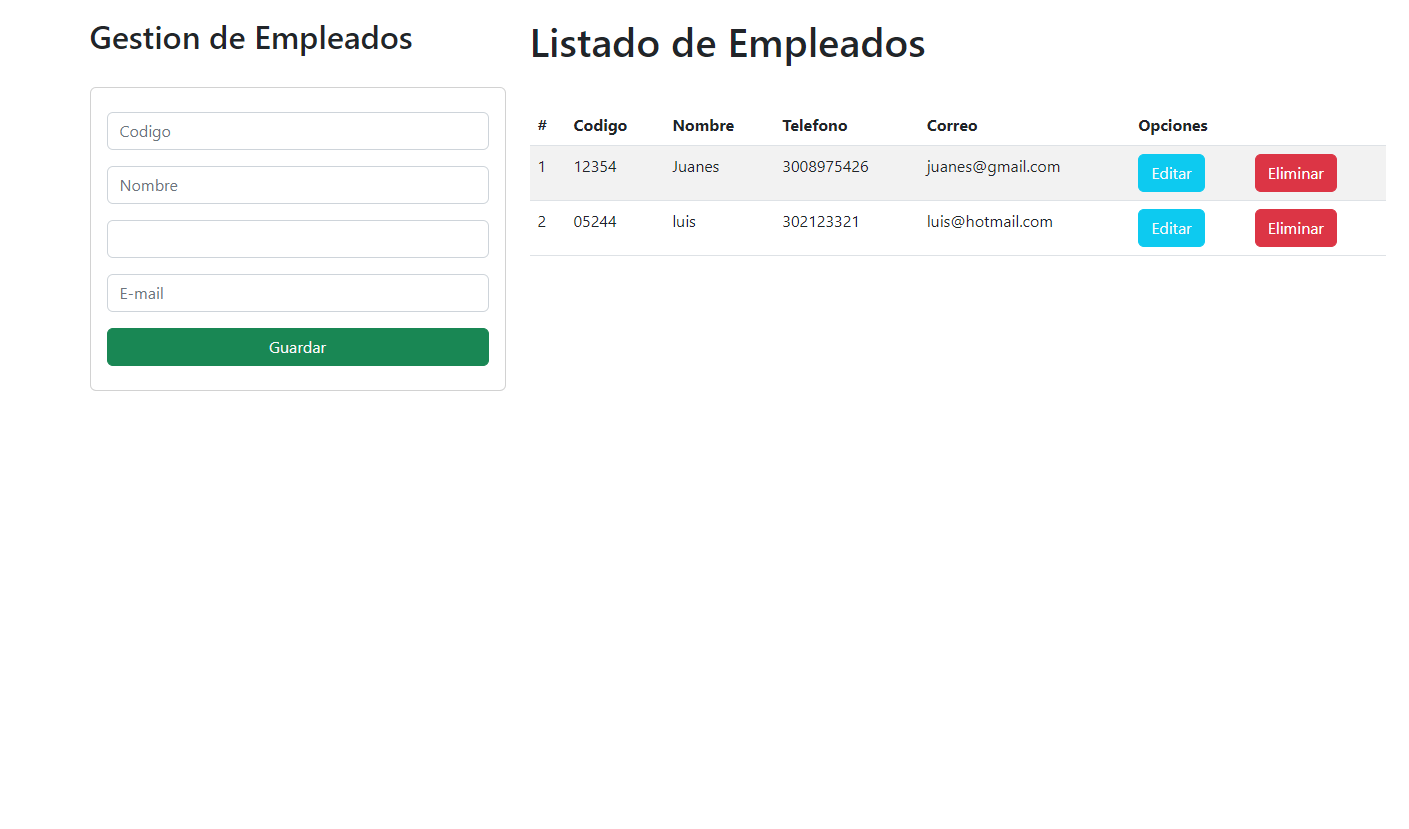 Gestion de Empleados
Codigo
Nombre
E-mail
Guardar
Listado de Empleados
# Codigo Nombre Telefono Correo Opciones
1 12354 Juanes 3008975426 juanes@gmail.com Editar Eliminar
2 05244 luis 302123321 luis@hotmail.com Editar Eliminar